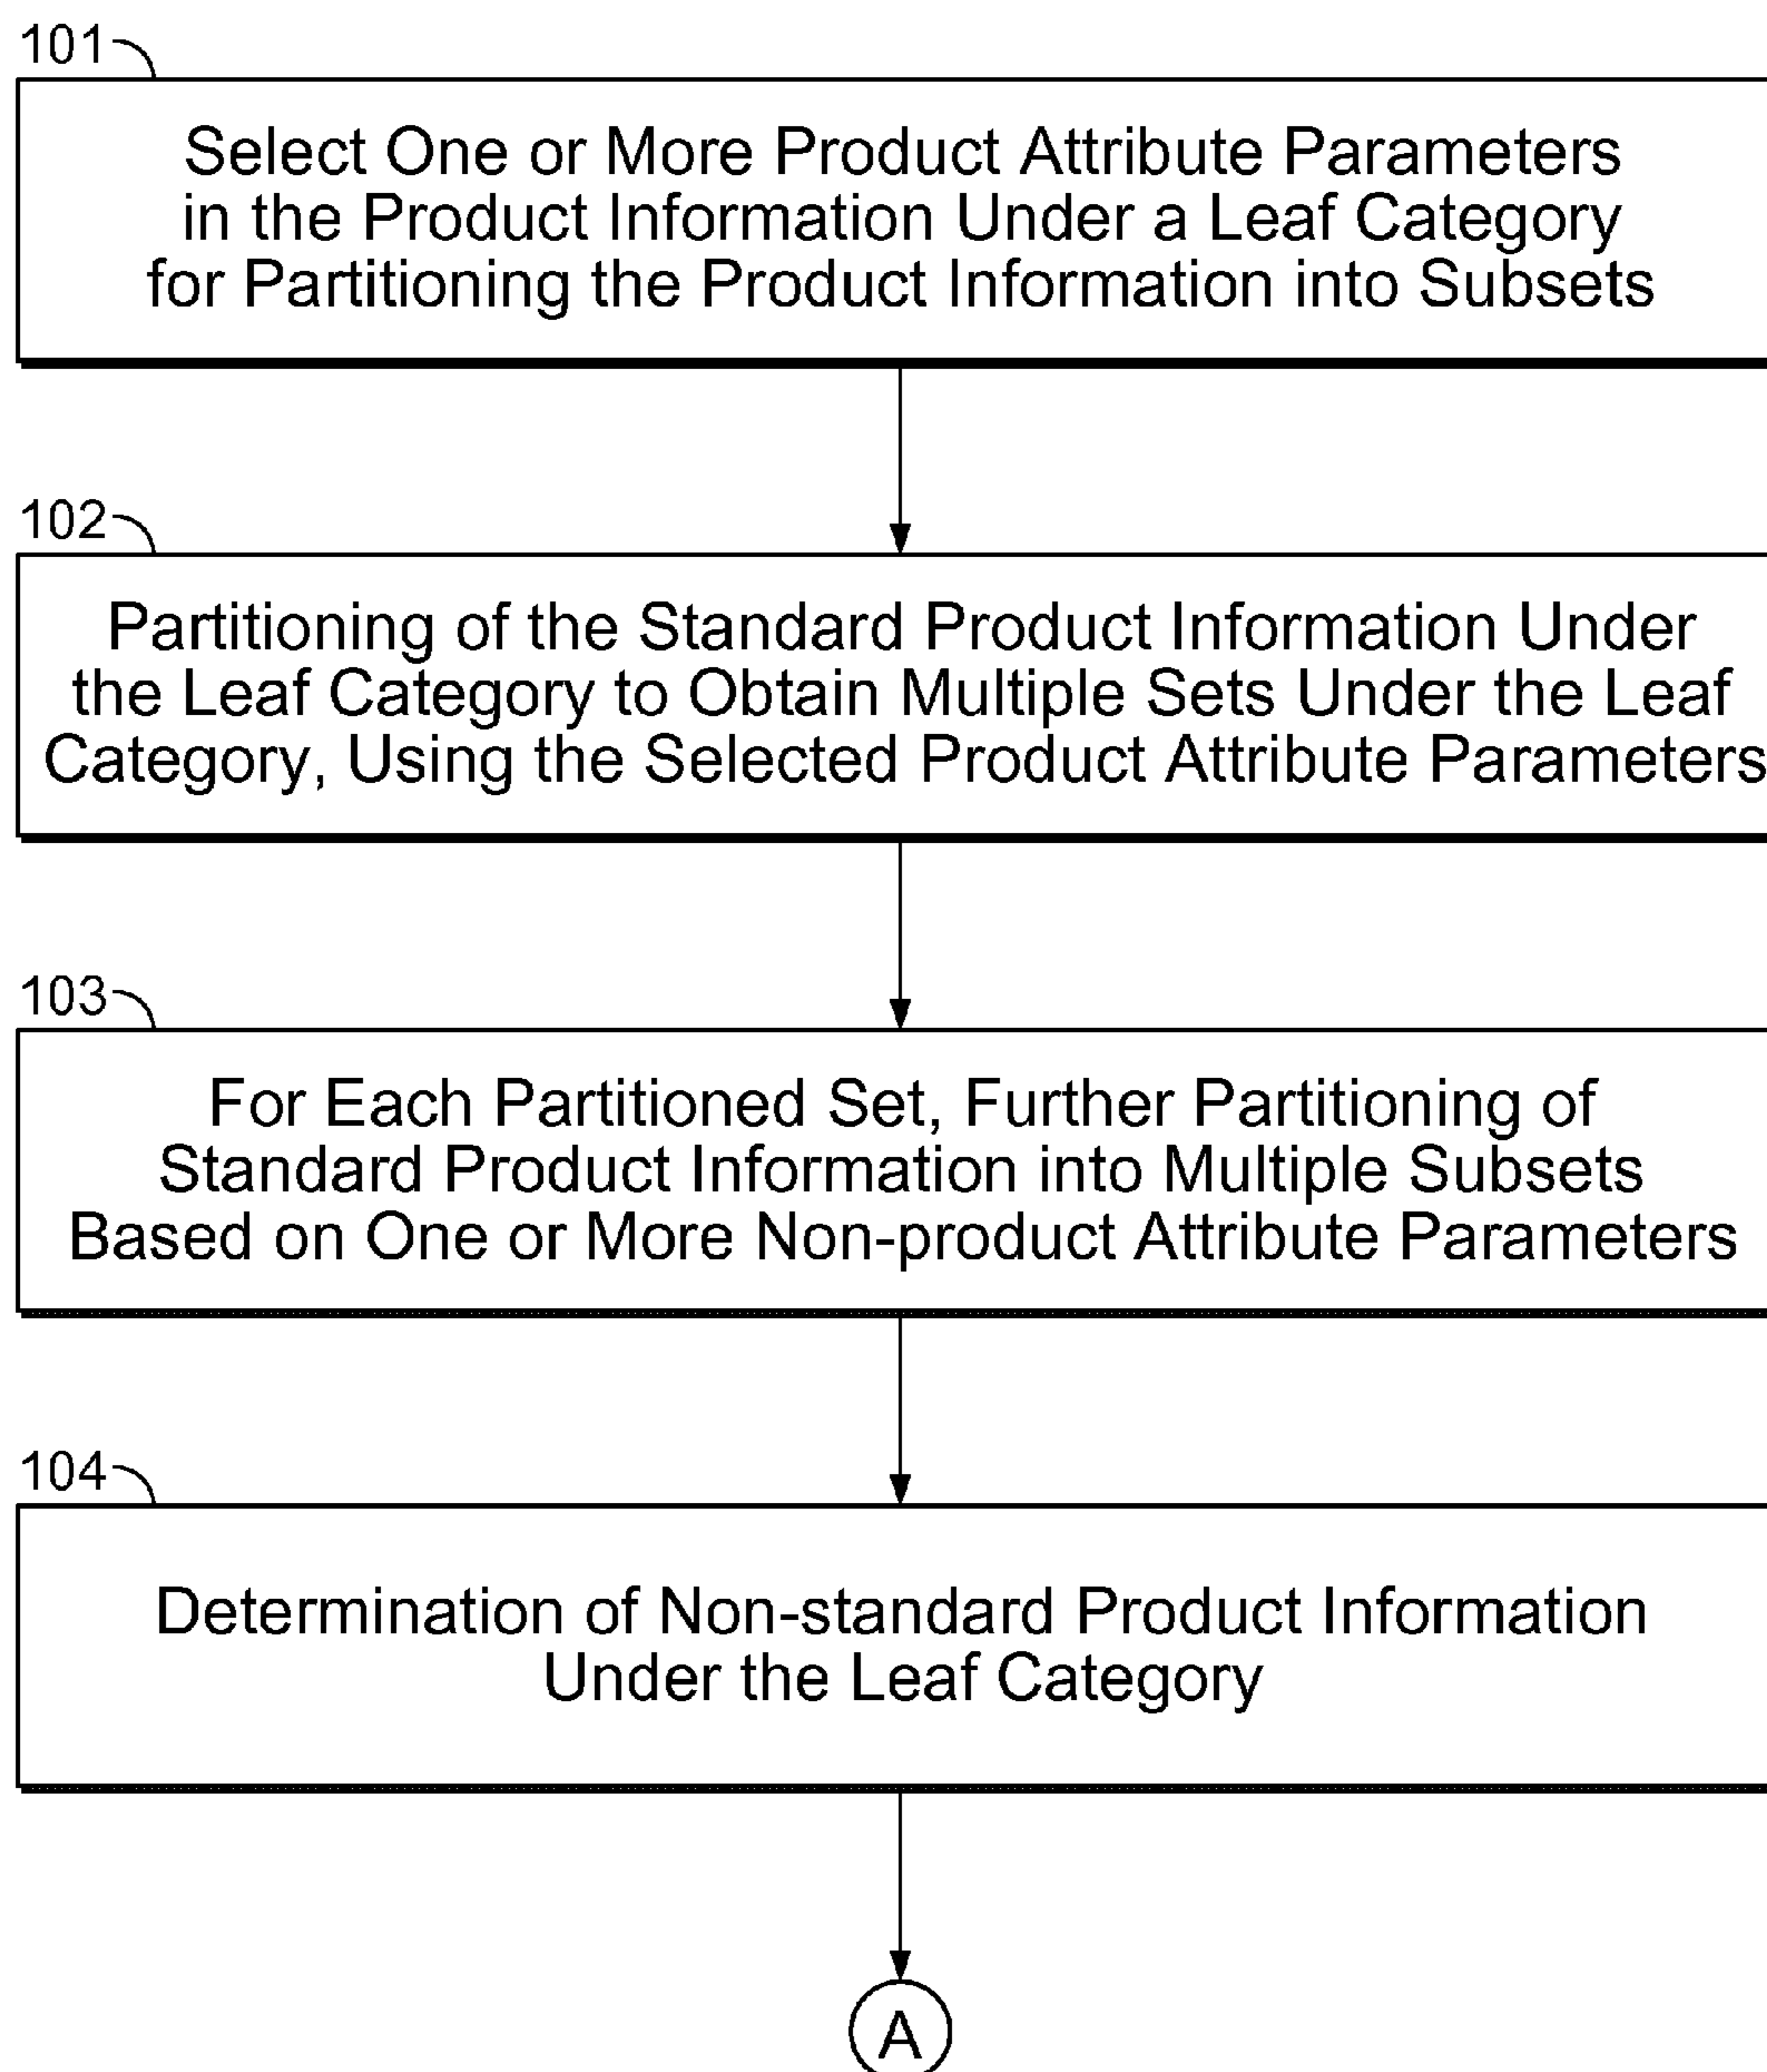 101
Select One or More Product Attribute Parameters
in the Product Information Under a Leaf Category
for Partitioning the Product Information into Subsets
102
Partitioning of the Standard Product Information Under
the Leaf Category to Obtain Multiple Sets Under the Leaf
Category, Using the Selected Product Attribute Parameters
103
For Each Partitioned Set, Further Partitioning of
Standard Product Information into Multiple Subsets
Based on One or More Non-product Attribute Parameters
104
Determination of Non-standard Product Information
Under the Leaf Category
A